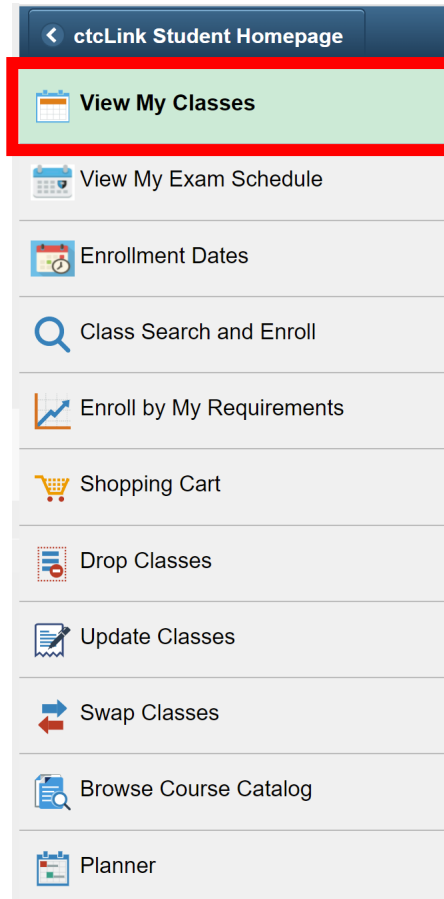 ctcLink Student Homepage
View My Classes
View My Exam Schedule
Enrollment Dates
Class Search and Enroll
Enroll by My Requirements
Shopping Cart
Drop Classes
Update Classes
Swap Classes
Browse Course Catalog
Planner